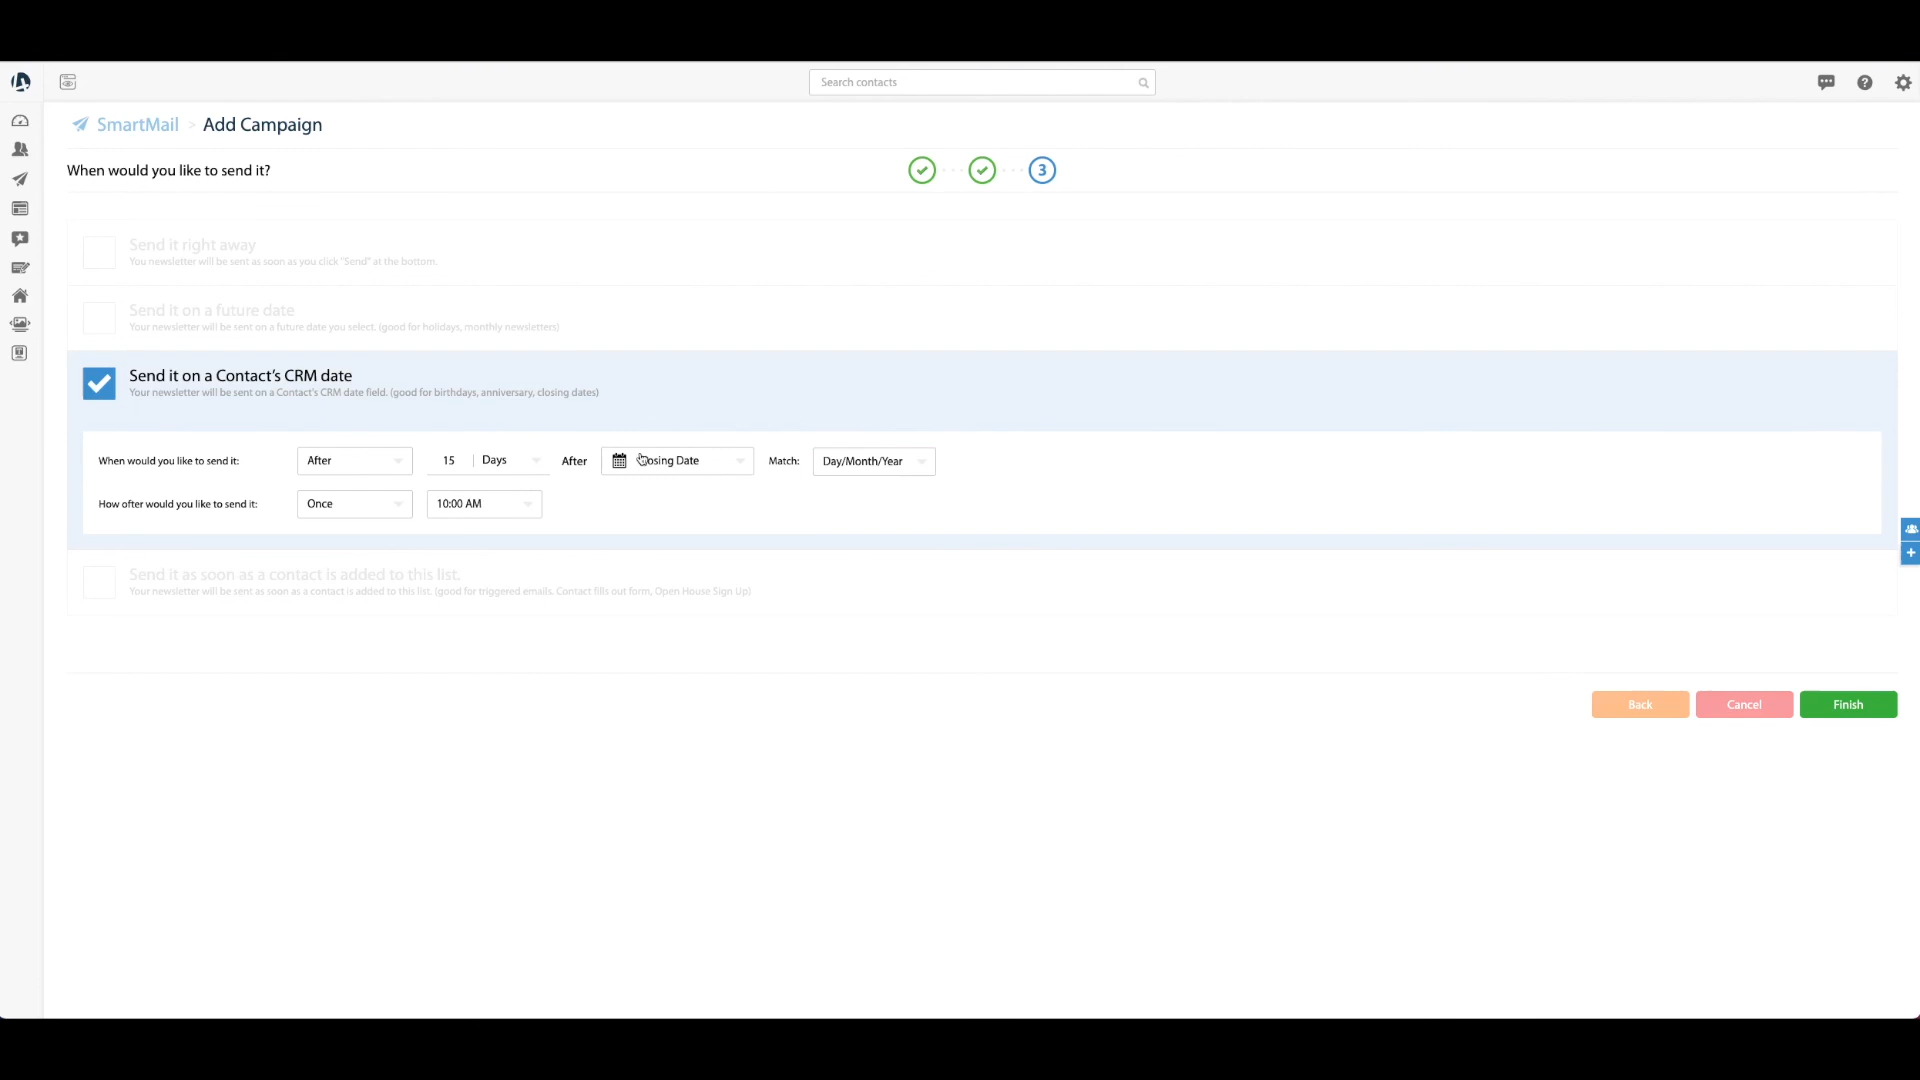 Search contacts
SmartMail > Add Campaign
When would you like to send it?
3
Send it right away
You newsletter will be sent as soon as you click "Send" at the bottom.
Send it on a future date
Your newsletter will be sent on a future date you select. (good for holidays, monthly newsletters)
Send it on a Contact's CRM date
Your newsletter will be sent on a Contact's CRM date field. (good for birthdays, anniversary, closing dates)
When would you like to send it: After 15 Days After Closing Date Match: Day/Month/Year
How ofter would you like to send it: Once 10:00 AM
Send it as soon as a contact is added to this list.
Your newsletter will be sent as soon as a contact is added to this list. (good for triggered emails. Contact fills out form, Open House Sign Up)
Back Cancel Finish